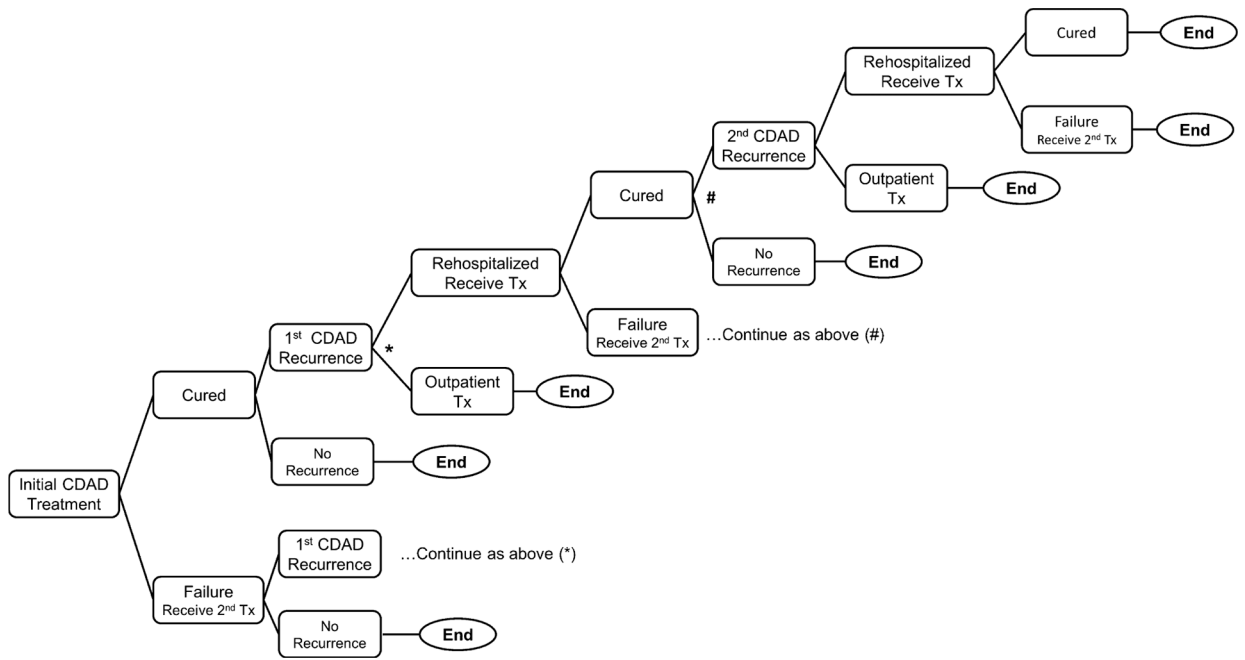 Cured
End
Rehospitalized
Receive Tx
Failure
Receive 2nd Tx
End
2nd CDAD
Recurrence
Outpatient
Tx
End
Cured
#
No
Recurrence
End
Rehospitalized
Receive Tx
Failure
Receive 2nd Tx
...Continue as above (#)
1st CDAD
Recurrence
*
Outpatient
Tx
End
Cured
No
Recurrence
End
Initial CDAD
Treatment
1st CDAD
Recurrence
...Continue as above (*)
Failure
Receive 2nd Tx
No
Recurrence
End